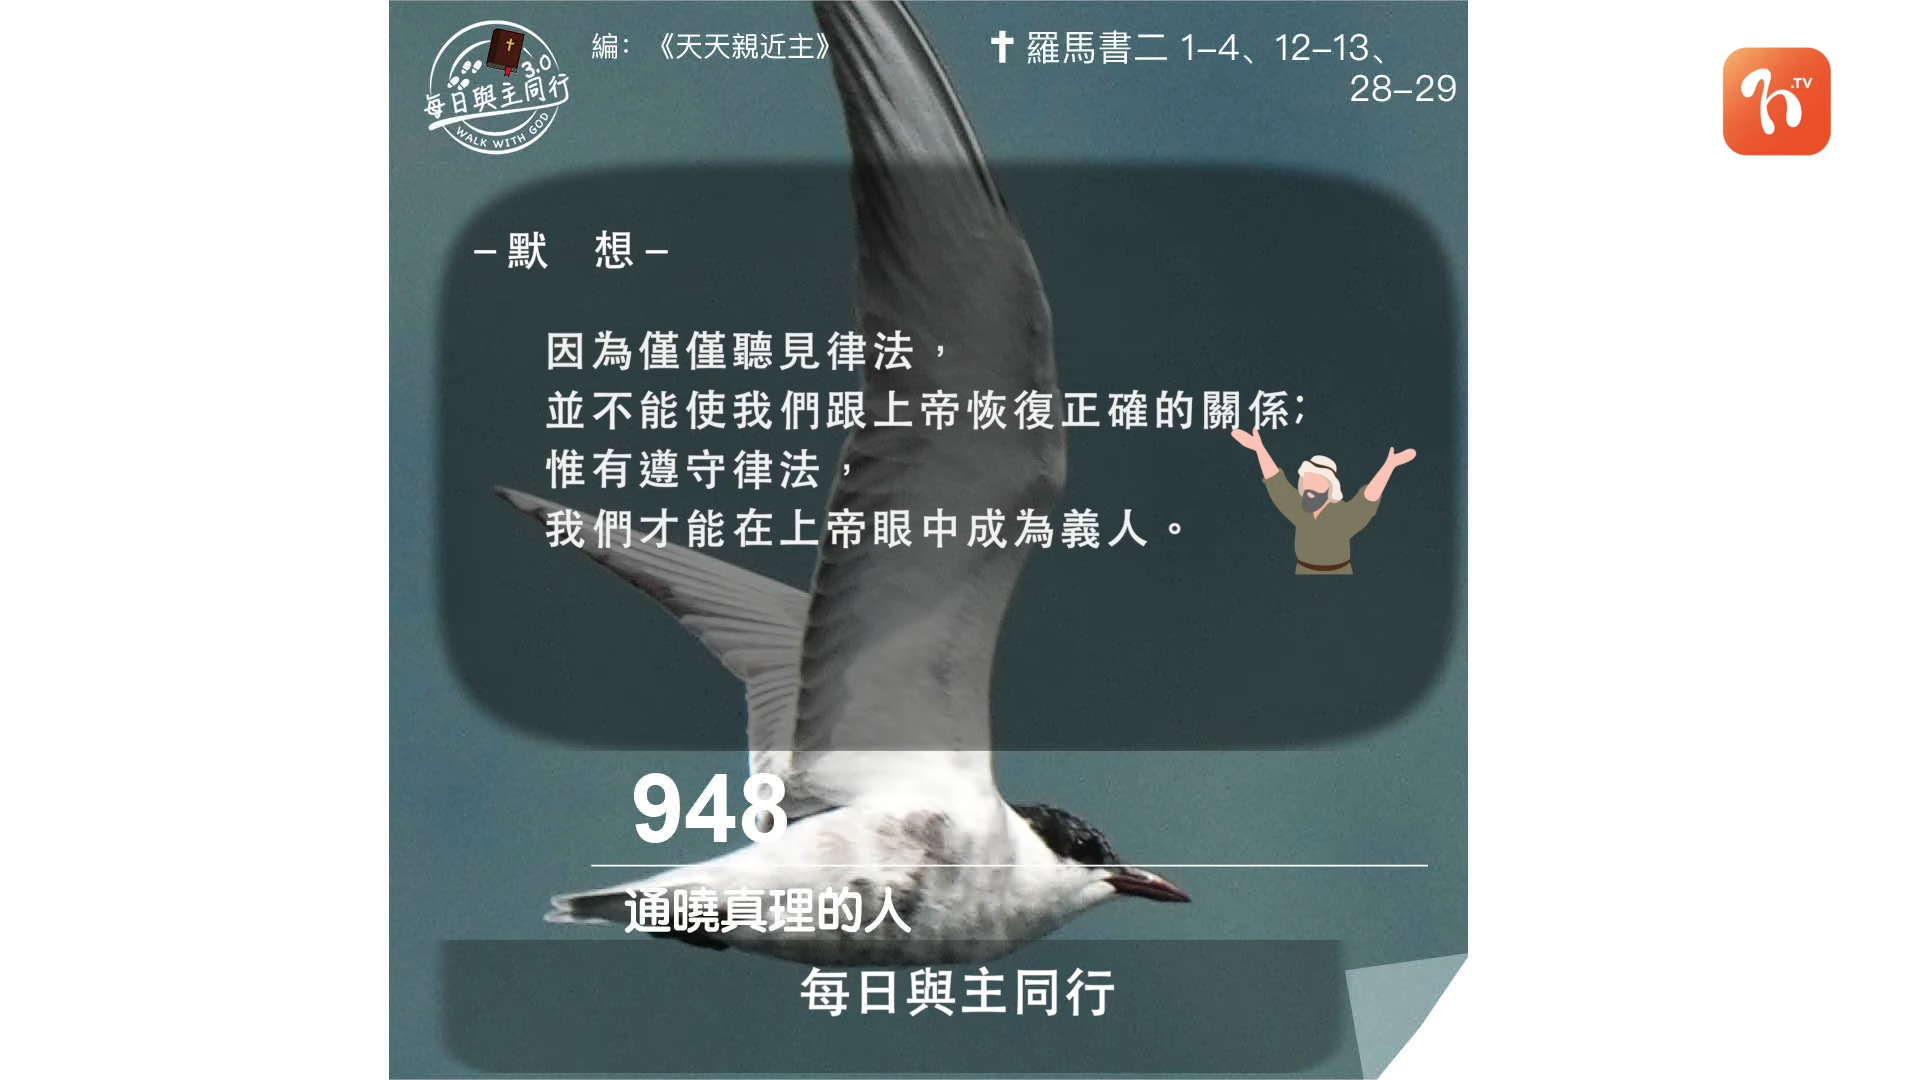 3.0
每日與主同行
WALK WITH GOD
編：《天天親近主》
羅馬書二 1–4、12–13、
28–29
h.TV
–默 想–
因為僅僅聽見律法，
並不能使我們跟上帝恢復正確的關係；
惟有遵守律法，
我們才能在上帝眼中成為義人。
948
通曉真理的人
每日與主同行